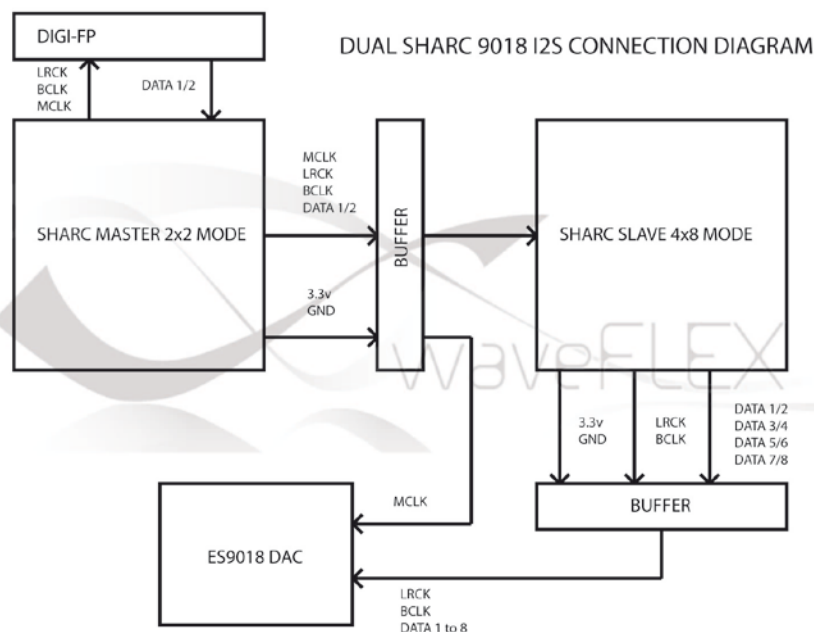 DIGI-FP
DUAL SHARC 9018 I2S CONNECTION DIAGRAM
LRCK
BCLK
MCLK
DATA 1/2
SHARC MASTER 2x2 MODE
MCLK
LRCK
BCLK
DATA 1/2
3.3v
GND
BUFFER
SHARC SLAVE 4x8 MODE
waveFLEX
3.3v
GND
LRCK
BCLK
DATA 1/2
DATA 3/4
DATA 5/6
DATA 7/8
BUFFER
ES9018 DAC
MCLK
LRCK
BCLK
DATA 1 to 8